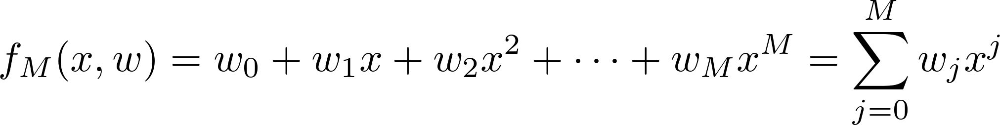 f_M(x, w) = w_0 + w_1x + w_2x^2 + ⋯ + w_Mx^M = \sum_{j=0}^{M} w_jx^j